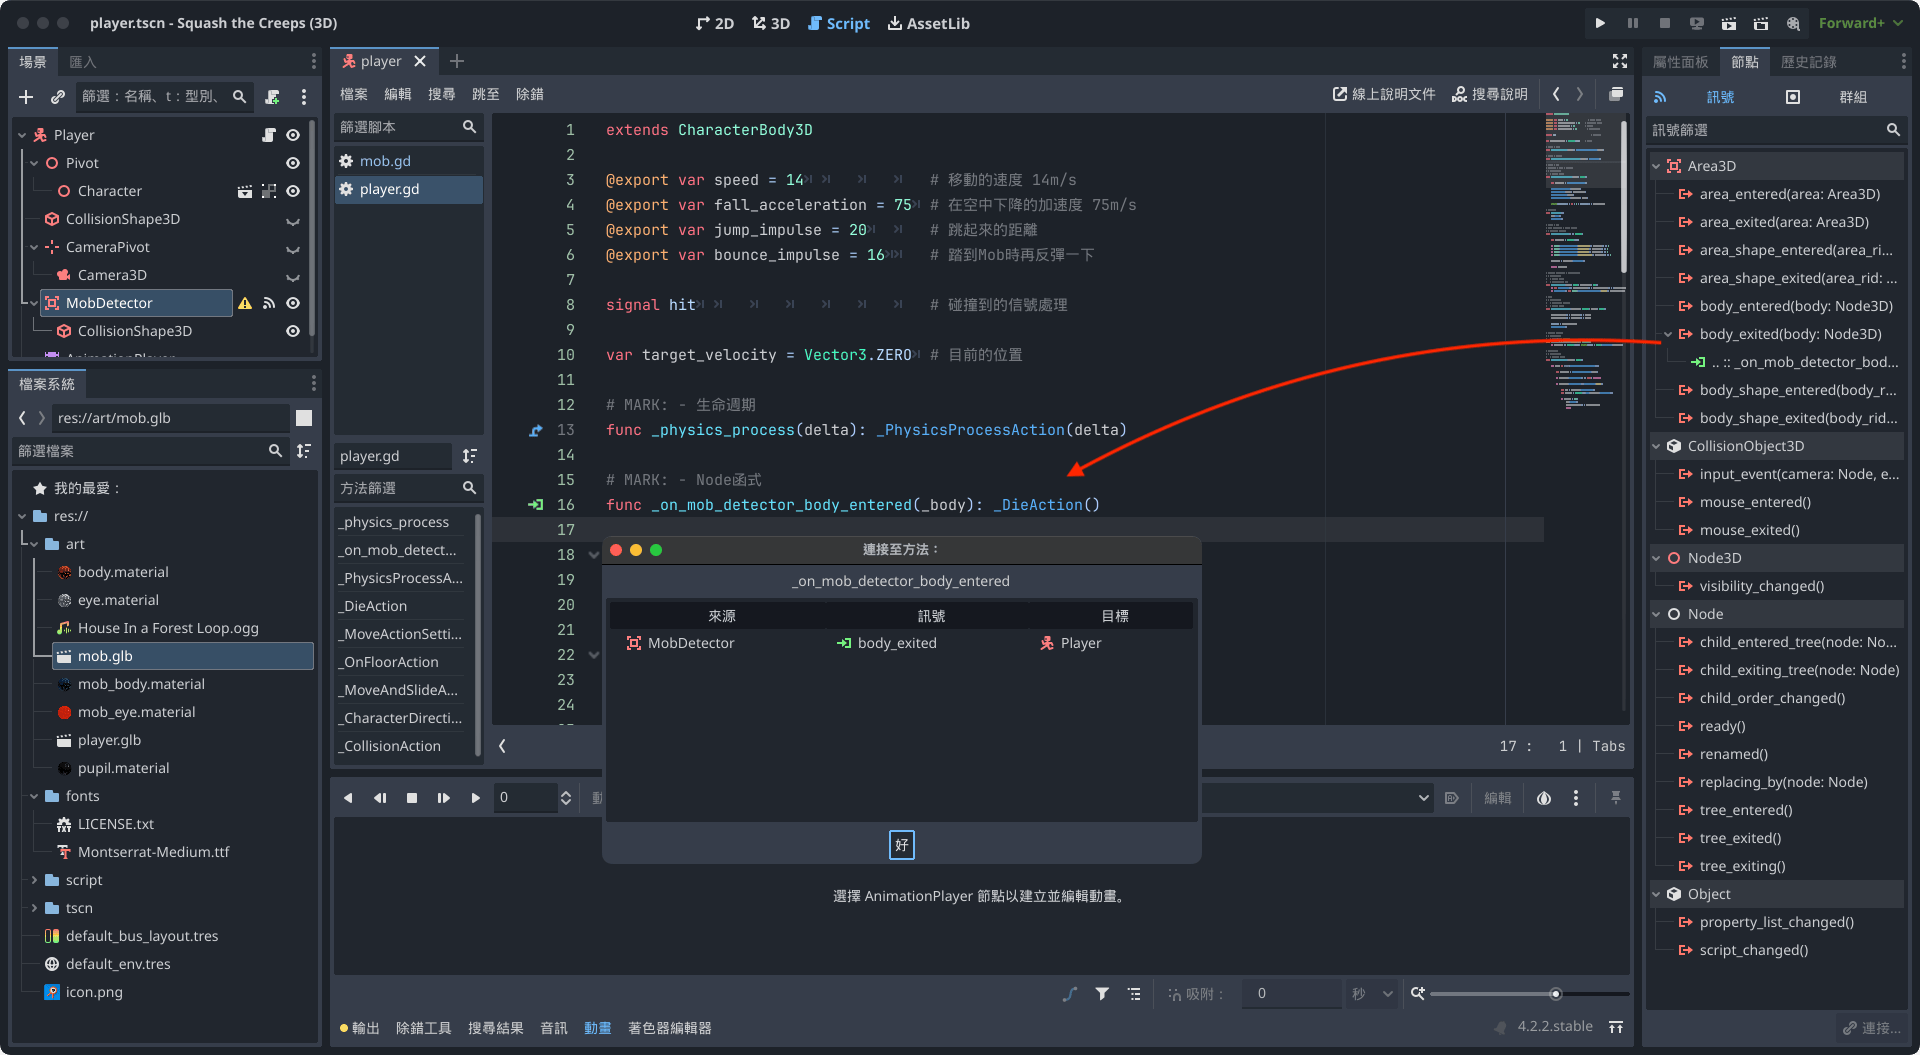 player.tscn - Squash the Creeps (3D)
2D 3D Script AssetLib
Forward+
場景 匯入
篩選：名稱、t：型別、
Player
Pivot
Character
CollisionShape3D
CameraPivot
Camera3D
MobDetector
CollisionShape3D
檔案系統
res://art/mob.glb
篩選檔案
我的最愛：
res://
art
body.material
eye.material
House In a Forest Loop.ogg
mob.glb
mob_body.material
mob_eye.material
player.glb
pupil.material
fonts
LICENSE.txt
Montserrat-Medium.ttf
script
tscn
default_bus_layout.tres
default_env.tres
icon.png
player
檔案 編輯 搜尋 跳至 除錯
線上說明文件 搜尋說明
篩選腳本
mob.gd
player.gd
player.gd
方法篩選
_physics_process
_on_mob_detect...
_PhysicsProcessA...
_DieAction
_MoveActionSetti...
_OnFloorAction
_MoveAndSlideA...
_CharacterDirecti...
_CollisionAction
1 extends CharacterBody3D
2
3 @export var speed = 14 # 移動的速度 14m/s
4 @export var fall_acceleration = 75 # 在空中下降的加速度 75m/s
5 @export var jump_impulse = 20 # 跳起來的距離
6 @export var bounce_impulse = 16 # 踏到Mob時再反彈一下
7
8 signal hit # 碰撞到的信號處理
9
10 var target_velocity = Vector3.ZERO # 目前的位置
11
12 # MARK: - 生命週期
13 func _physics_process(delta): _PhysicsProcessAction(delta)
14
15 # MARK: - Node函式
16 func _on_mob_detector_body_entered(_body): _DieAction()
17
18
19
20
21
22
23
24
17 : 1 | Tabs
連接至方法：
_on_mob_detector_body_entered
來源 訊號 目標
MobDetector body_exited Player
好
0
編輯
選擇 AnimationPlayer 節點以建立並編輯動畫。
吸附： 0 秒
輸出 除錯工具 搜尋結果 音訊 動畫 著色器編輯器
4.2.2.stable
屬性面板 節點 歷史記錄
訊號 群組
訊號篩選
Area3D
area_entered(area: Area3D)
area_exited(area: Area3D)
area_shape_entered(area_ri...
area_shape_exited(area_rid: ...
body_entered(body: Node3D)
body_exited(body: Node3D)
.. :: _on_mob_detector_bod...
body_shape_entered(body_r...
body_shape_exited(body_rid...
CollisionObject3D
input_event(camera: Node, e...
mouse_entered()
mouse_exited()
Node3D
visibility_changed()
Node
child_entered_tree(node: No...
child_exiting_tree(node: Node)
child_order_changed()
ready()
renamed()
replacing_by(node: Node)
tree_entered()
tree_exited()
tree_exiting()
Object
property_list_changed()
script_changed()
連接...